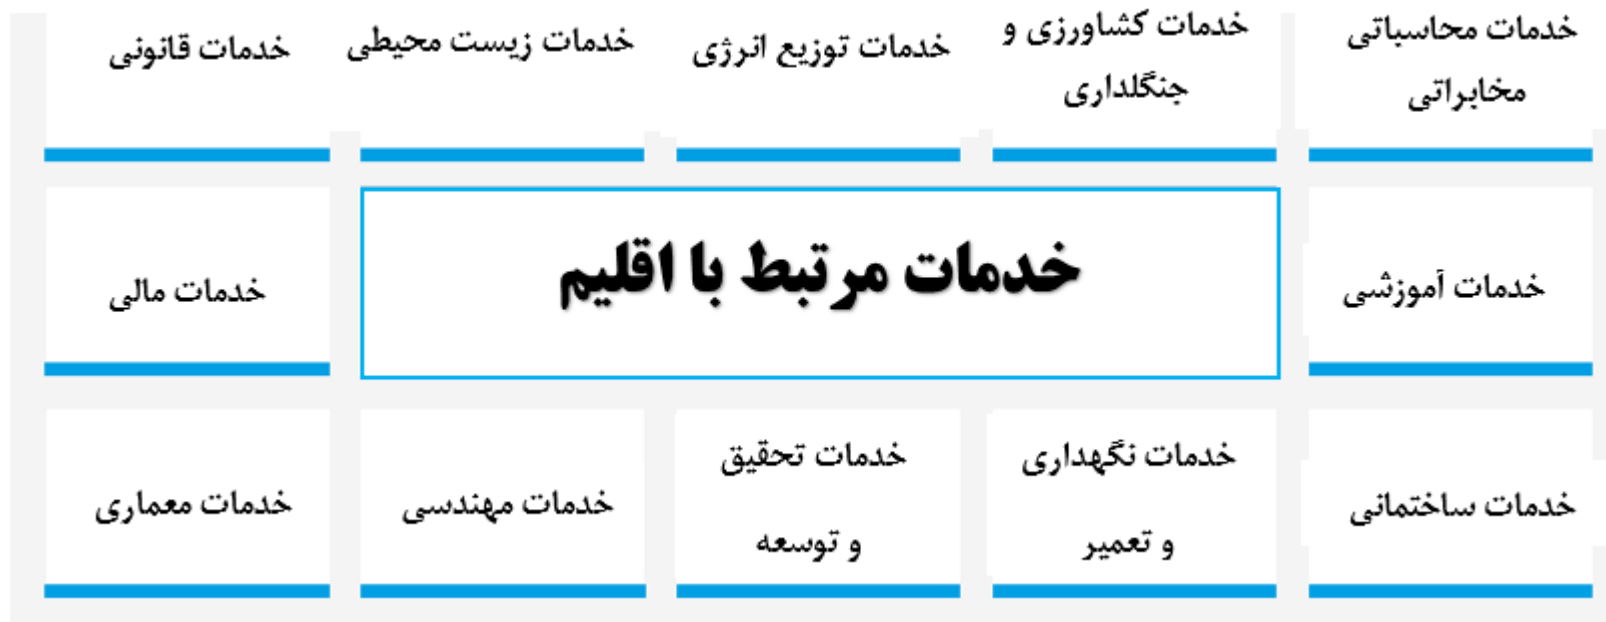 خدمات محاسباتی
مخابراتی
خدمات کشاورزی و
جنگلداری
خدمات توزیع انرژی
خدمات زیست محیطی
خدمات قانونی
خدمات آموزشی
خدمات مرتبط با اقلیم
خدمات مالی
خدمات ساختمانی
خدمات نگهداری
و تعمیر
خدمات تحقیق
و توسعه
خدمات مهندسی
خدمات معماری